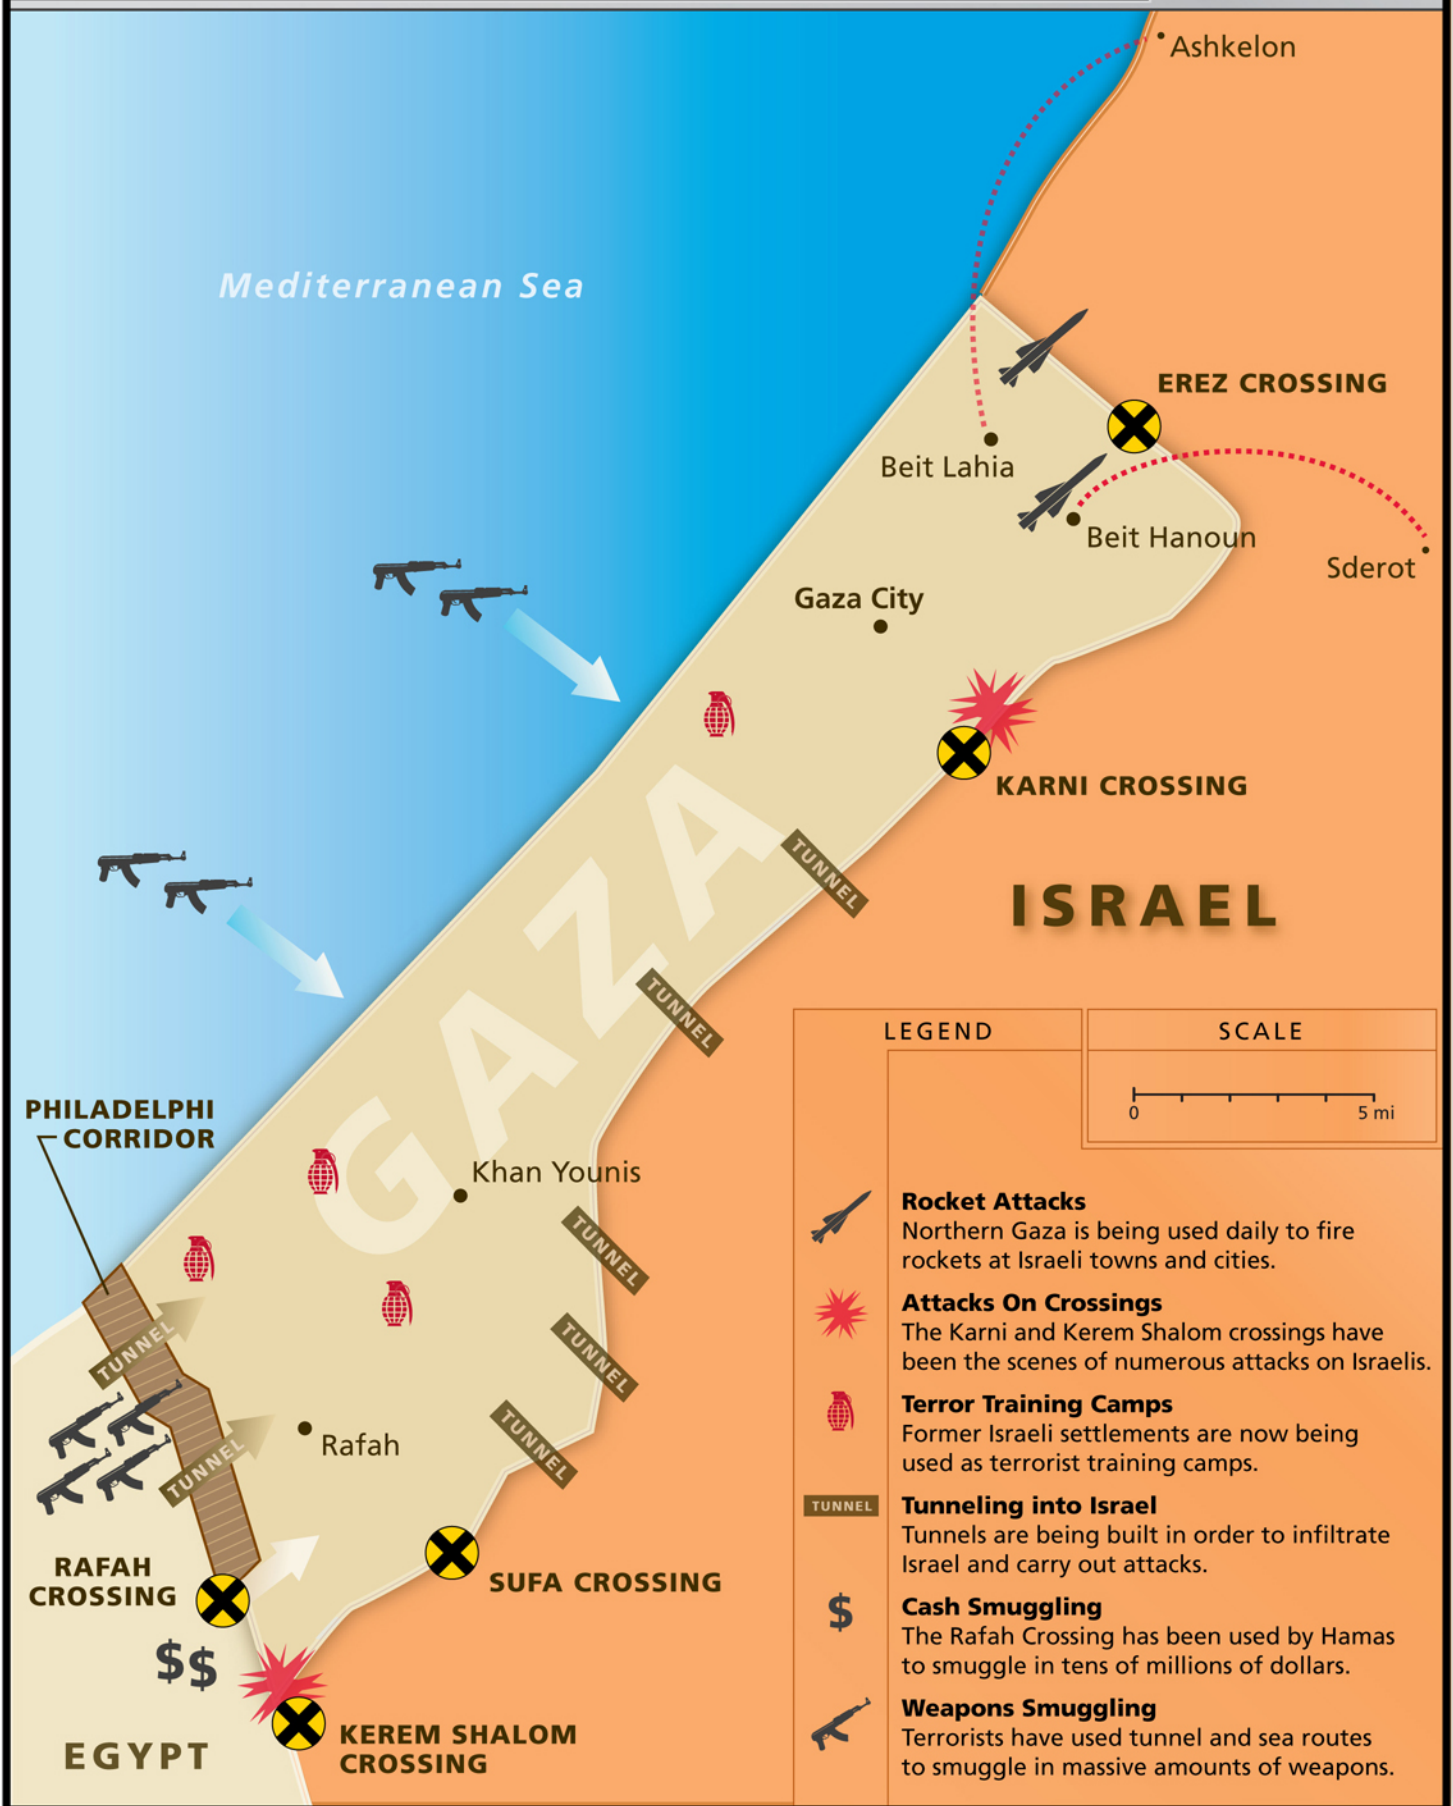 Ashkelon
Mediterranean Sea
EREZ CROSSING
Beit Lahia
Beit Hanoun
Sderot
Gaza City
KARNI CROSSING
TUNNEL
ISRAEL
GAZA
TUNNEL
LEGEND
SCALE
0
5 mi
PHILADELPHI
CORRIDOR
Khan Younis
TUNNEL
TUNNEL
TUNNEL
TUNNEL
TUNNEL
Rafah
RAFAH
CROSSING
SUFA CROSSING
$$
KEREM SHALOM
CROSSING
EGYPT
Rocket Attacks
Northern Gaza is being used daily to fire
rockets at Israeli towns and cities.
Attacks On Crossings
The Karni and Kerem Shalom crossings have
been the scenes of numerous attacks on Israelis.
Terror Training Camps
Former Israeli settlements are now being
used as terrorist training camps.
TUNNEL
Tunneling into Israel
Tunnels are being built in order to infiltrate
Israel and carry out attacks.
$
Cash Smuggling
The Rafah Crossing has been used by Hamas
to smuggle in tens of millions of dollars.
Weapons Smuggling
Terrorists have used tunnel and sea routes
to smuggle in massive amounts of weapons.